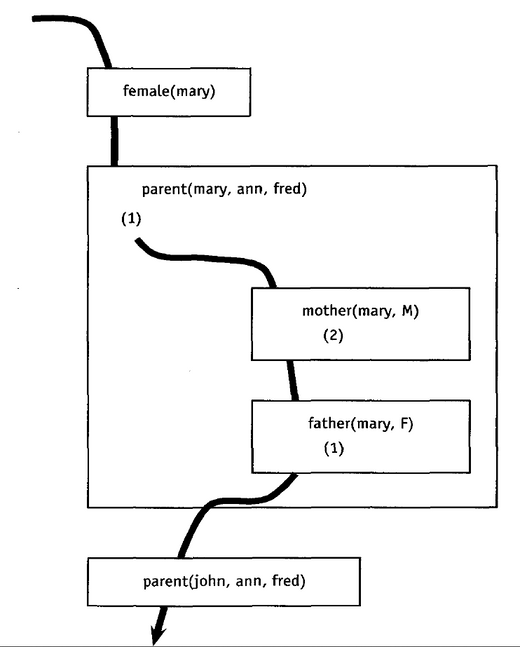 female(mary)
parent(mary, ann, fred)
(1)
mother(mary, M)
(2)
father(mary, F)
(1)
parent(john, ann, fred)